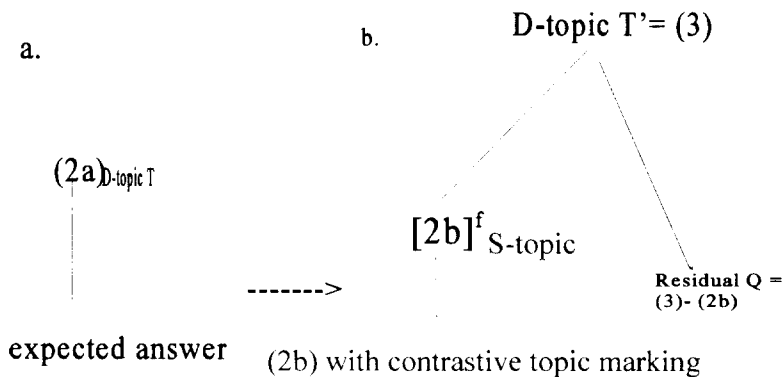 a.
b.
D-topic T'= (3)
(2a)D-topic T
[2b]f S-topic
------->
Residual Q =
(3)- (2b)
expected answer
(2b) with contrastive topic marking